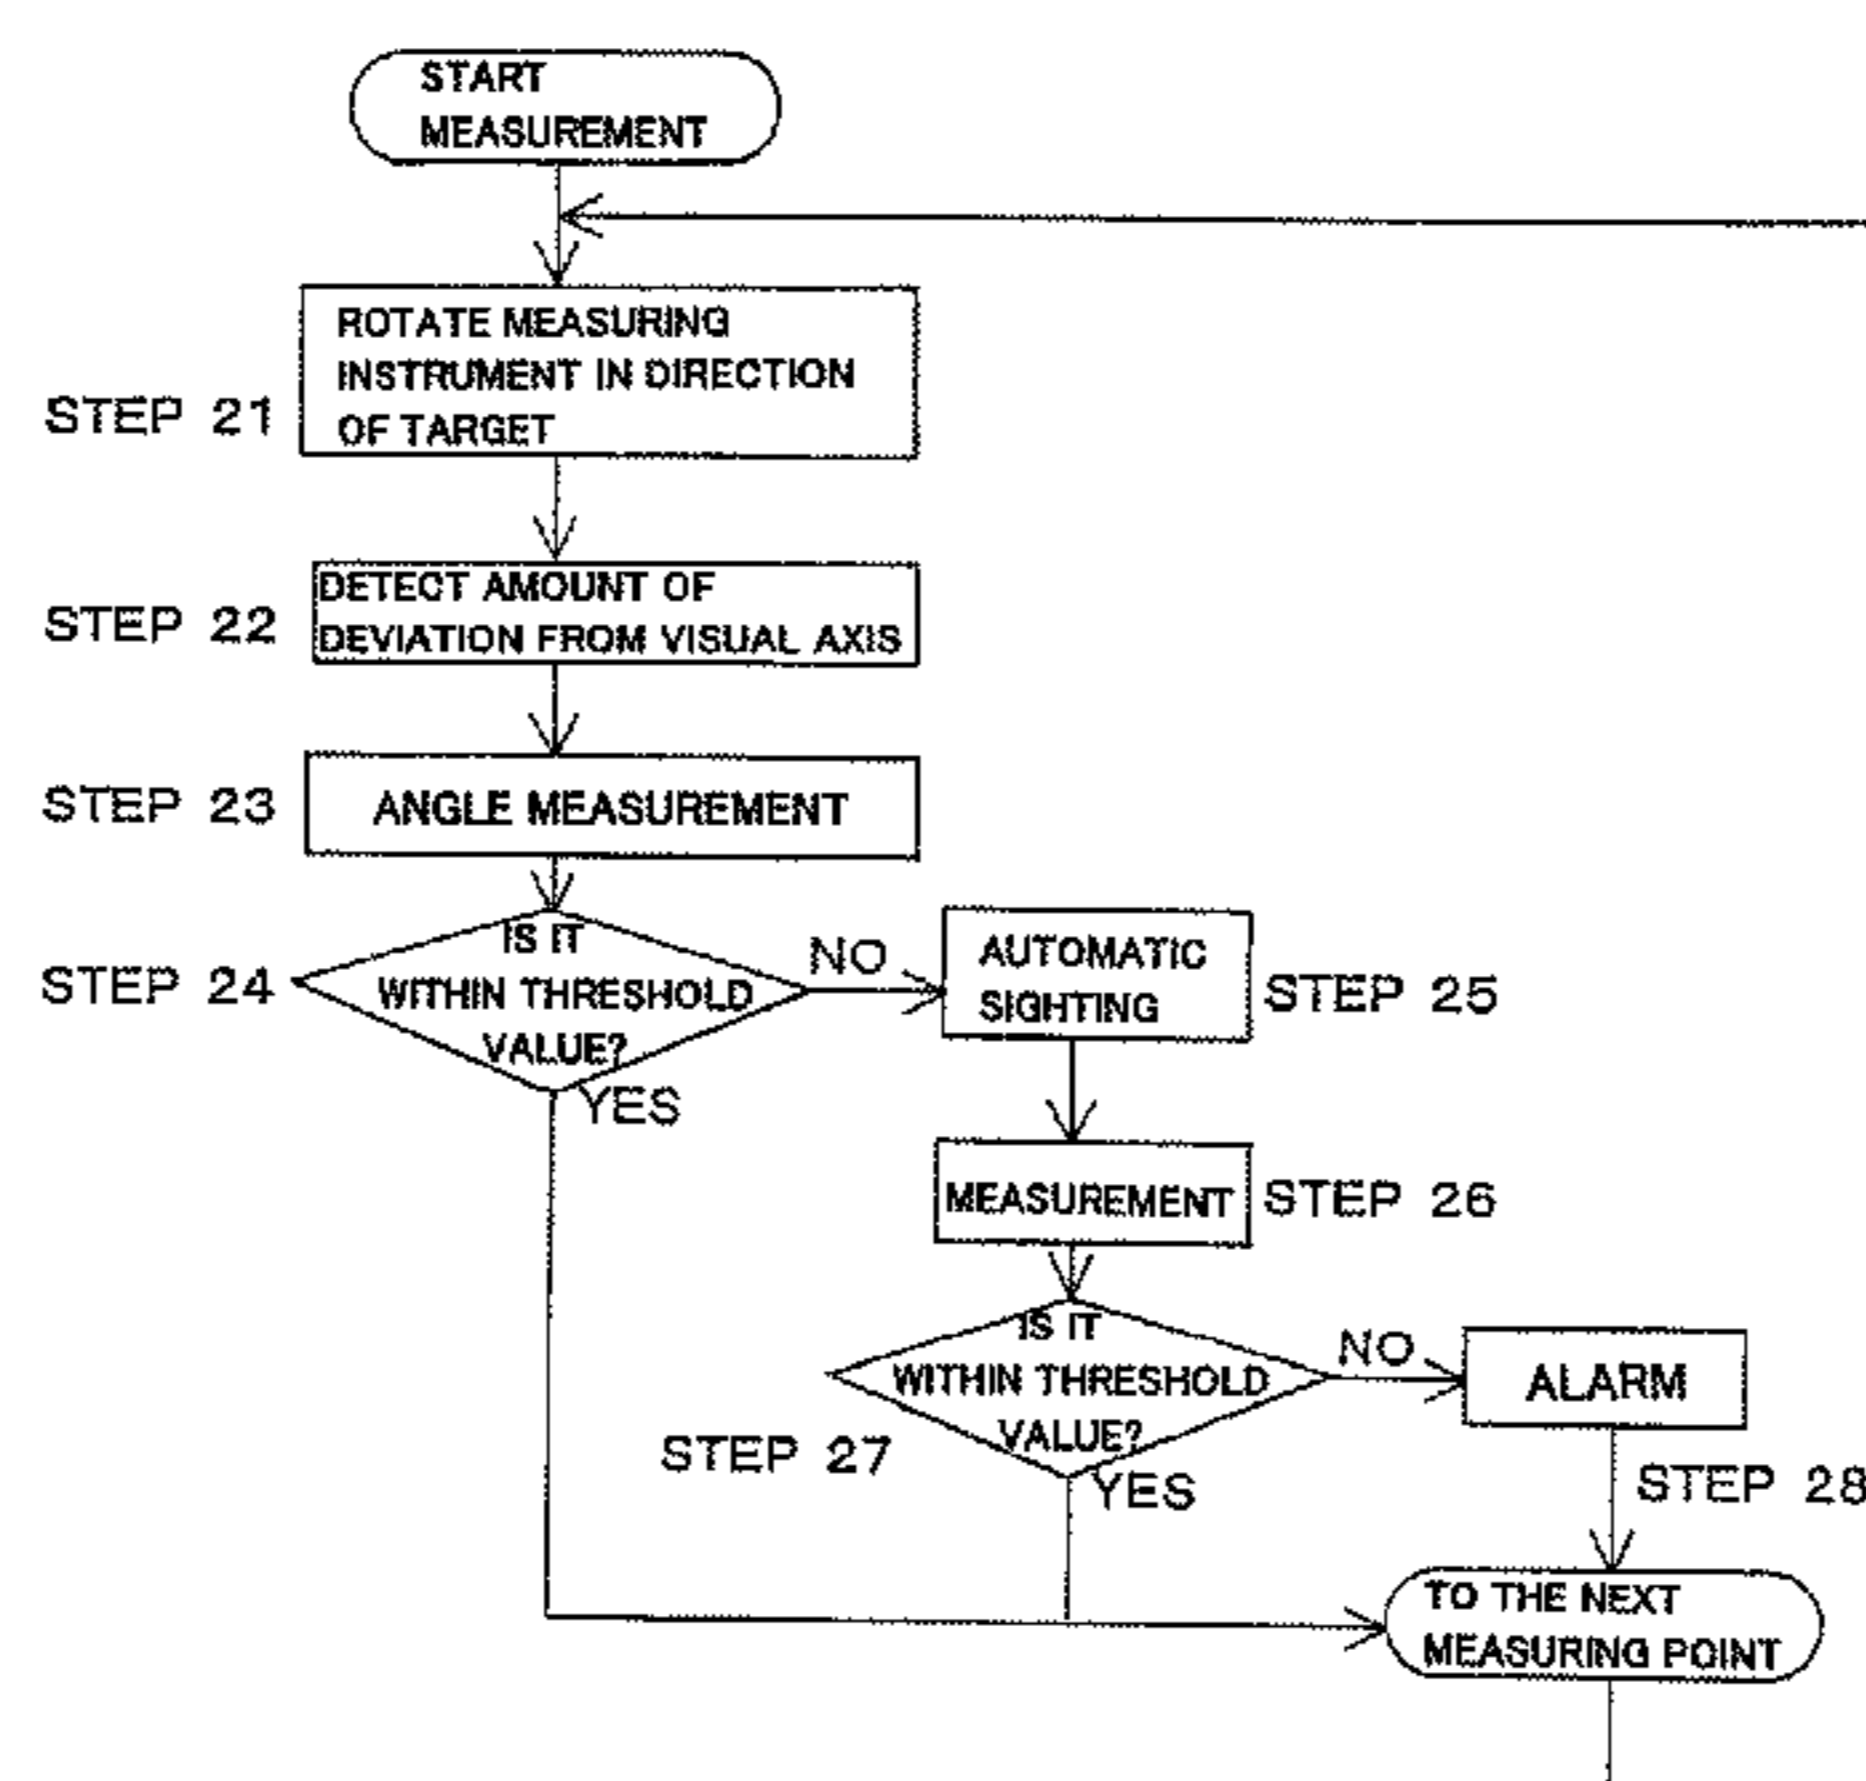 START
MEASUREMENT
ROTATE MEASURING
INSTRUMENT IN DIRECTION
OF TARGET
STEP 21
DETECT AMOUNT OF
DEVIATION FROM VISUAL AXIS
STEP 22
STEP 23
ANGLE MEASUREMENT
STEP 24
IS IT
WITHIN THRESHOLD
VALUE?
NO
YES
AUTOMATIC
SIGHTING
STEP 25
MEASUREMENT
STEP 26
IS IT
WITHIN THRESHOLD
VALUE?
STEP 27
NO
YES
ALARM
STEP 28
TO THE NEXT
MEASURING POINT